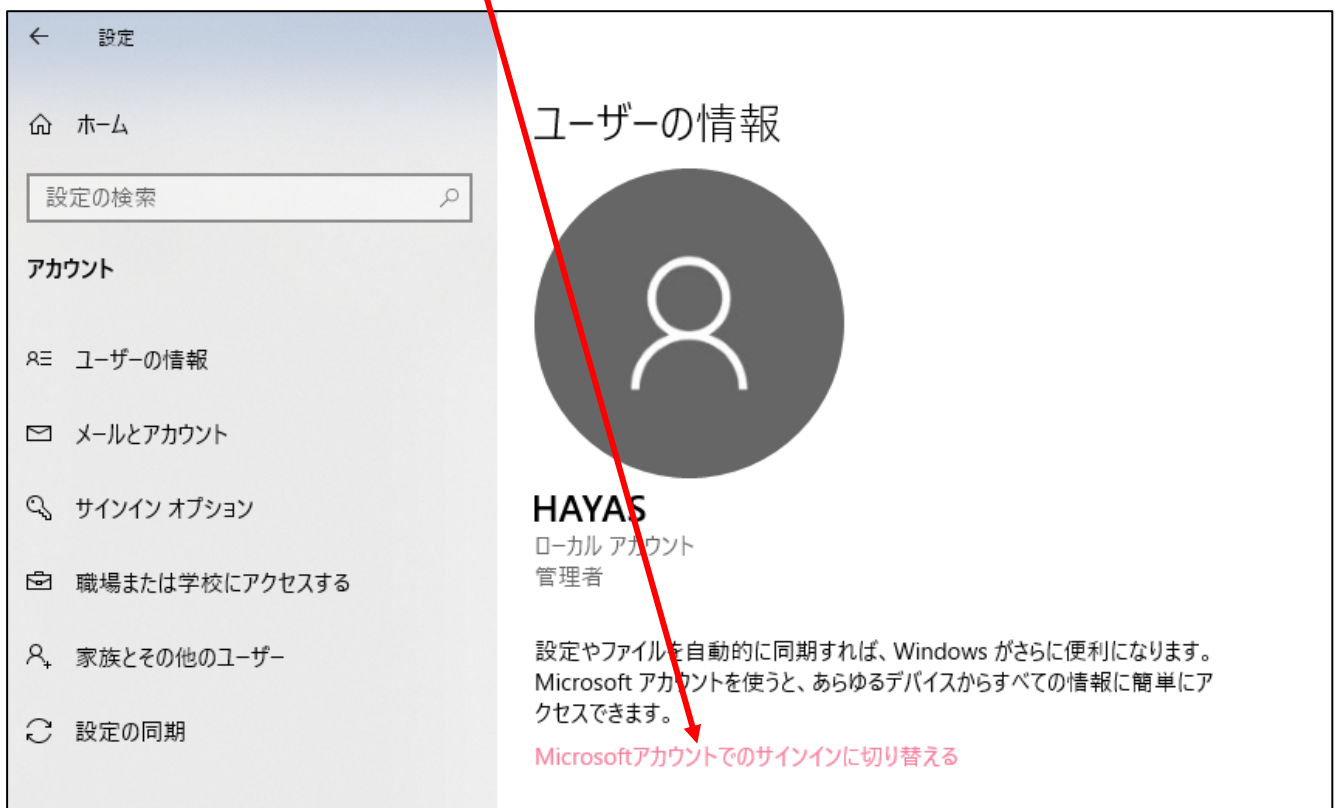 設定
ホーム
設定の検索
アカウント
ユーザーの情報
メールとアカウント
サインイン オプション
職場または学校にアクセスする
家族とその他のユーザー
設定の同期
ユーザーの情報
HAYAS
ローカル アカウント
管理者
設定やファイルを自動的に同期すれば、Windows がさらに便利になります。
Microsoft アカウントを使うと、あらゆるデバイスからすべての情報に簡単にア
クセスできます。
Microsoftアカウントでのサインインに切り替える